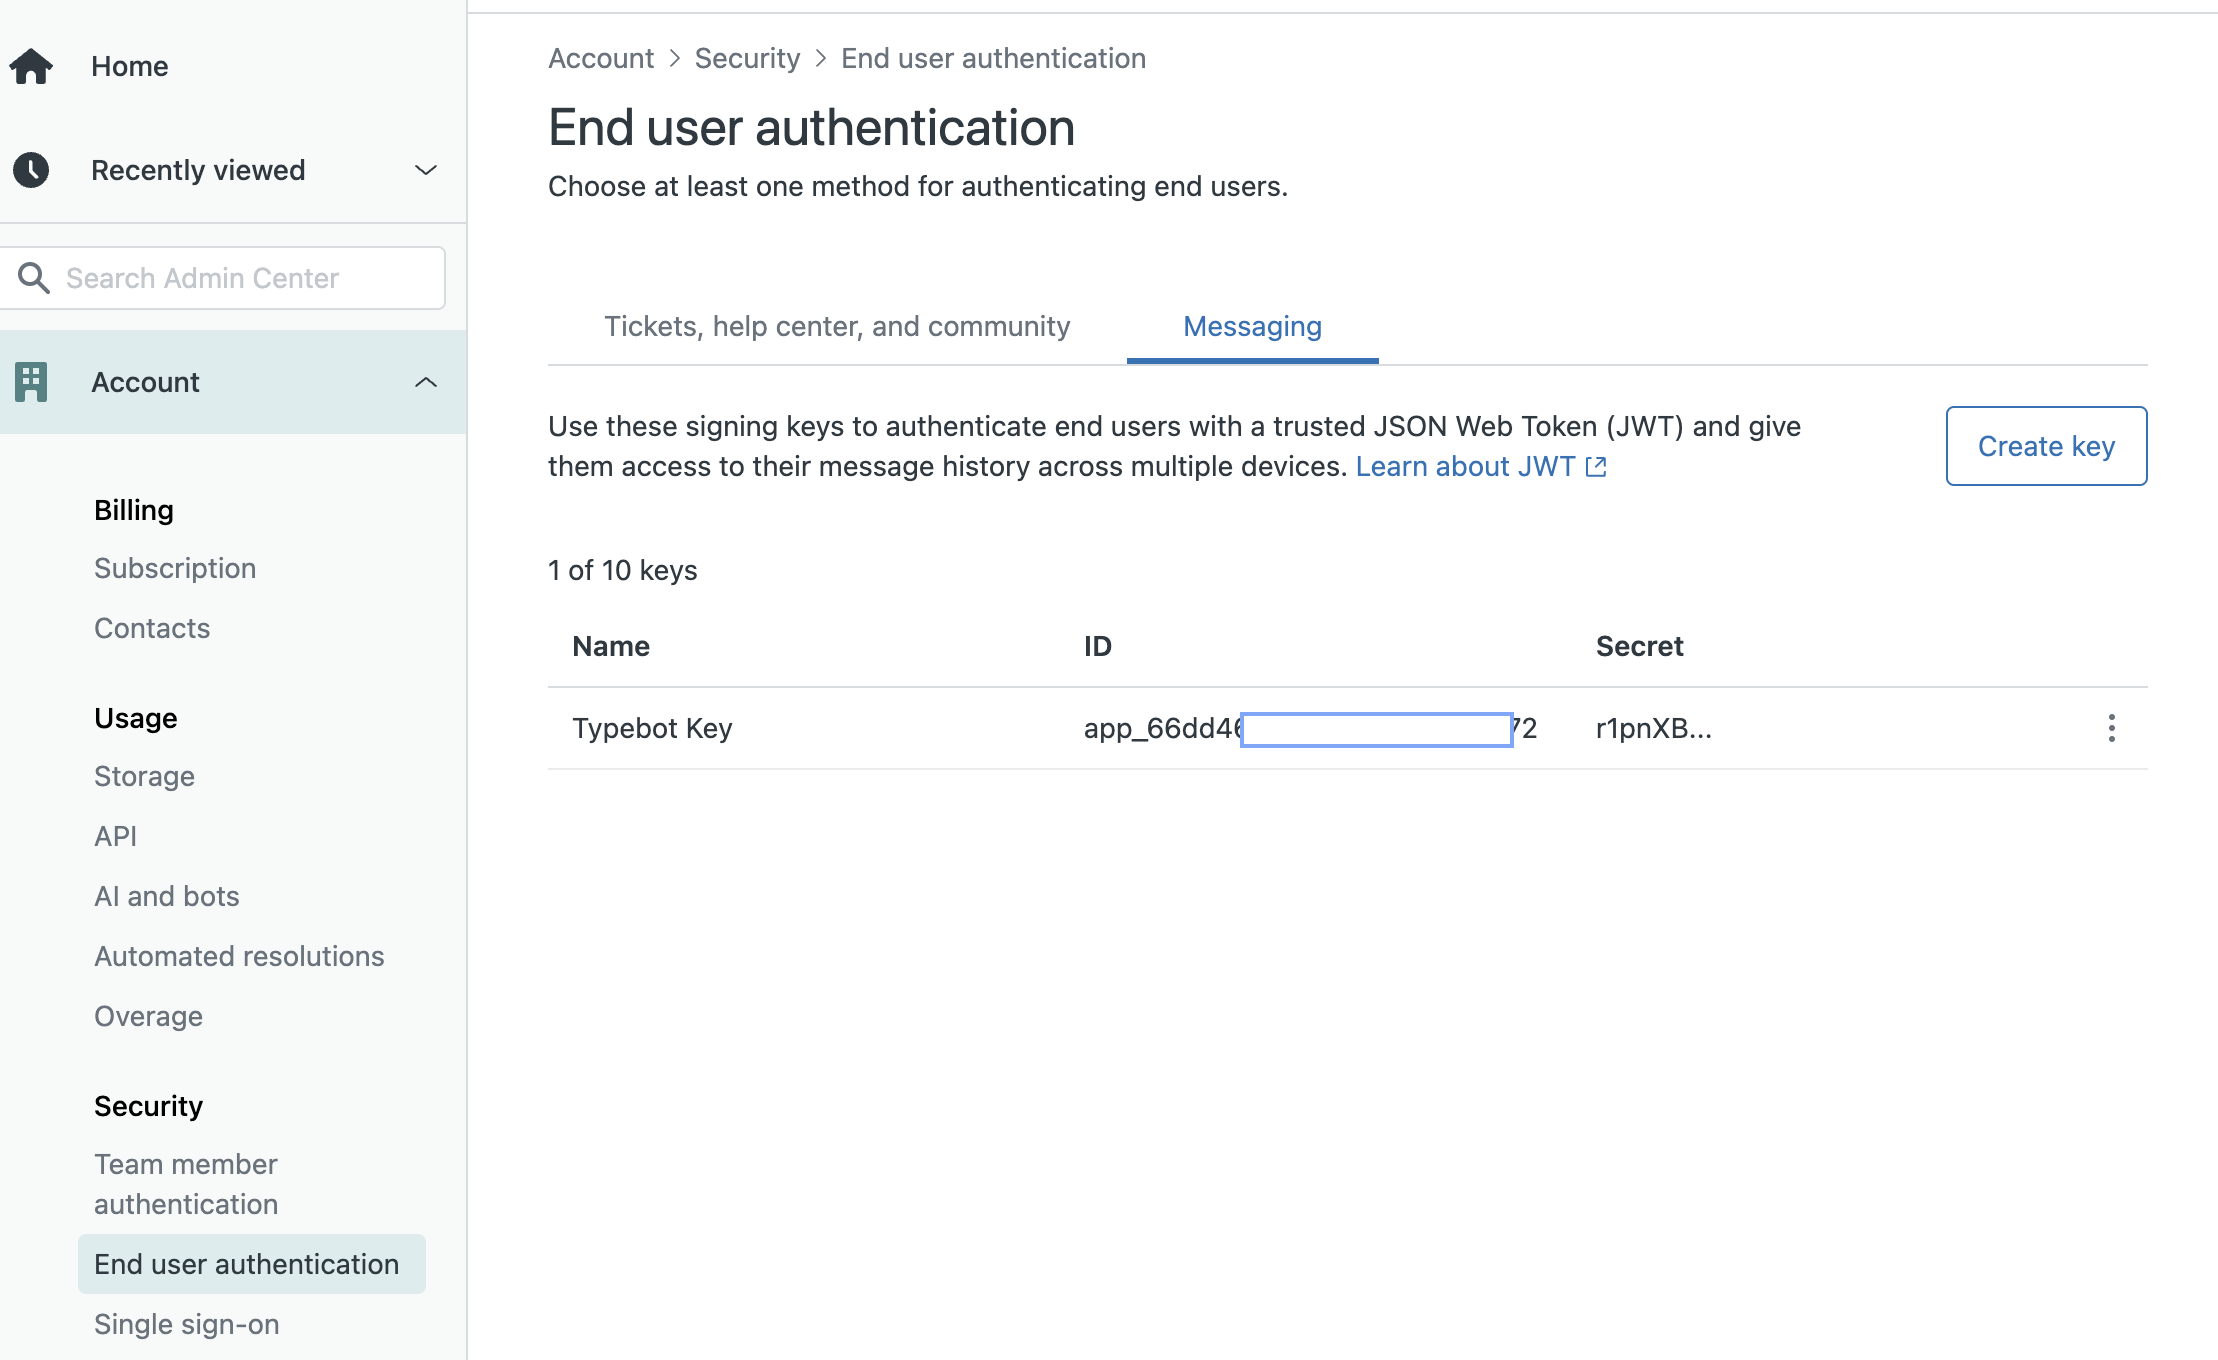 Home
Recently viewed
Search Admin Center
Account
Billing
Subscription
Contacts
Usage
Storage
API
AI and bots
Automated resolutions
Overage
Security
Team member
authentication
End user authentication
Single sign-on
Account > Security > End user authentication
End user authentication
Choose at least one method for authenticating end users.
Tickets, help center, and community Messaging
Use these signing keys to authenticate end users with a trusted JSON Web Token (JWT) and give
them access to their message history across multiple devices. Learn about JWT
Create key
1 of 10 keys
Name ID Secret
Typebot Key app_66dd46 72 r1pnXB...